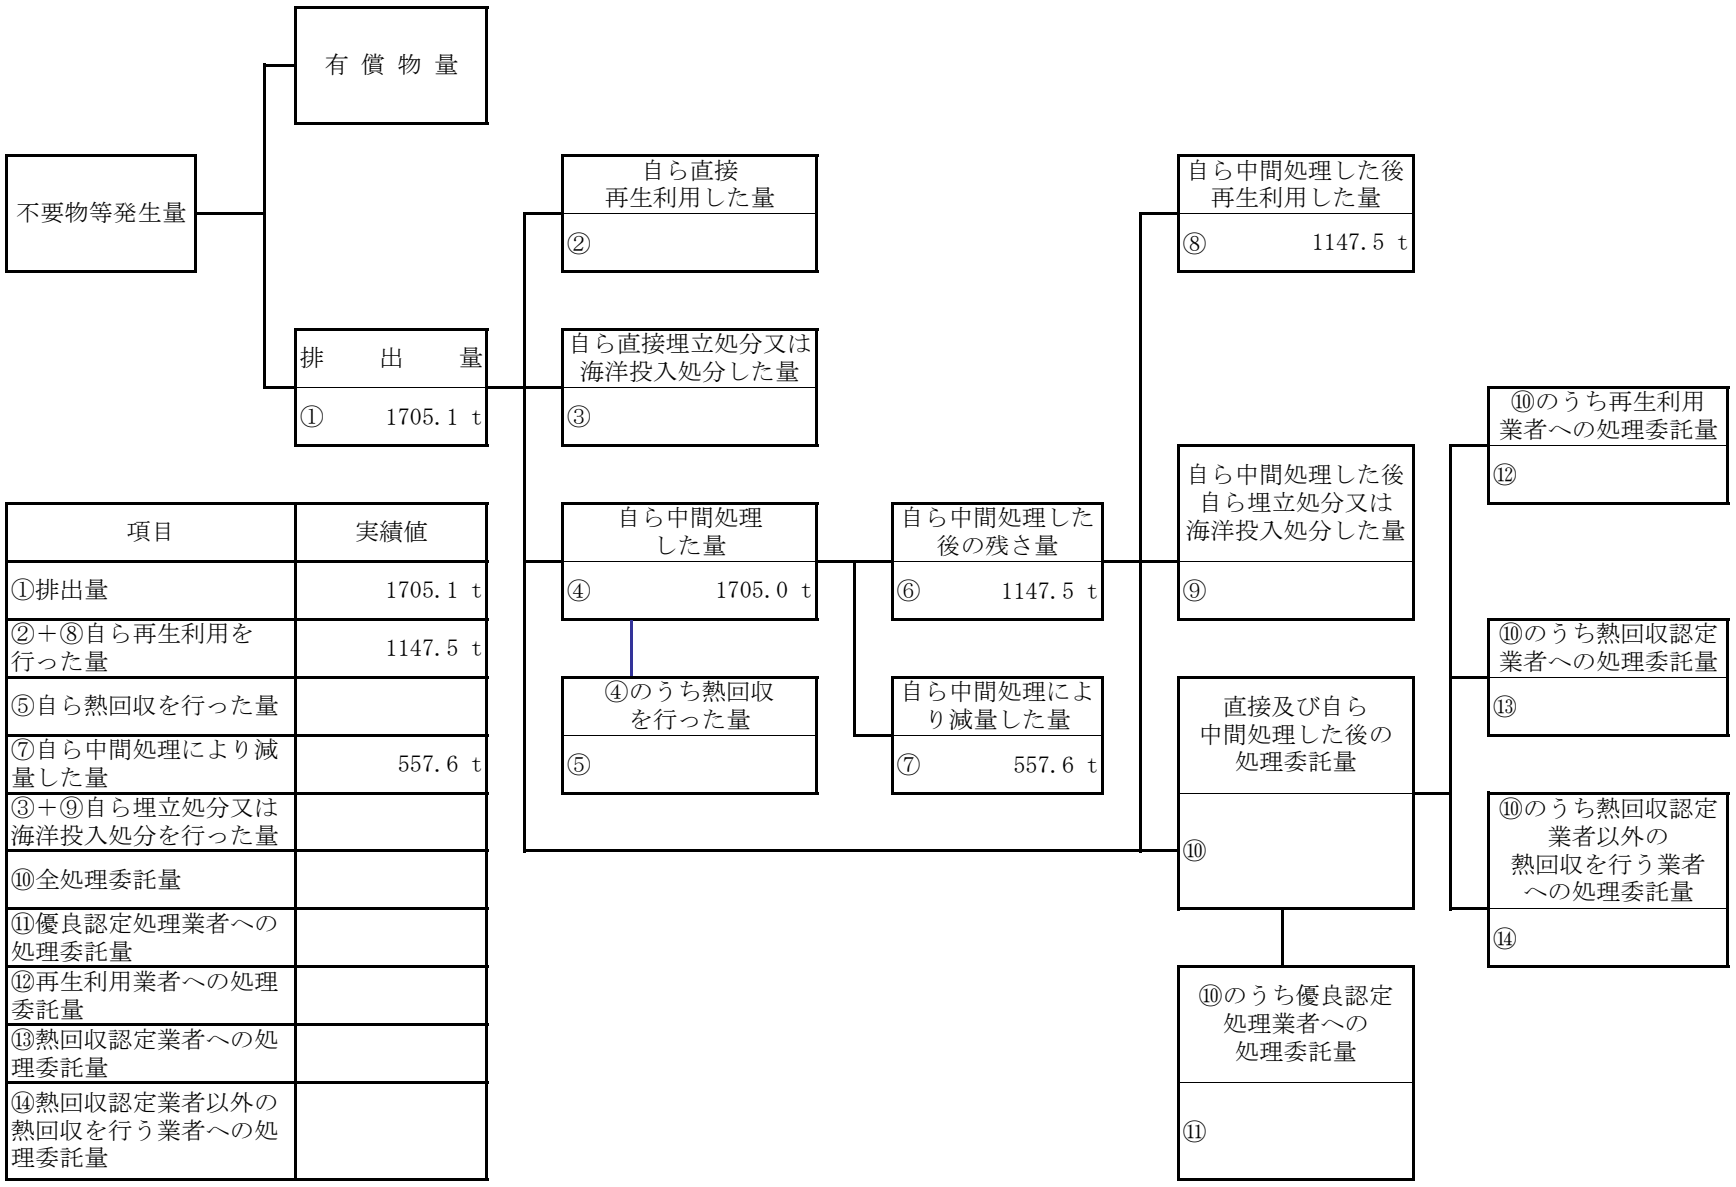 有償物量
不要物等発生量
自ら直接
再生利用した量
②
自ら中間処理した後
再生利用した量
⑧ 1147.5 t
排出量
① 1705.1 t
自ら直接埋立処分又は
海洋投入処分した量
③
⑩のうち再生利用
業者への処理委託量
⑫
自ら中間処理した後
自ら埋立処分又は
海洋投入処分した量
⑨
自ら中間処理
した量
④ 1705.0 t
自ら中間処理した
後の残さ量
⑥ 1147.5 t
⑩のうち熱回収認定
業者への処理委託量
⑬
④のうち熱回収
を行った量
⑤
自ら中間処理によ
り減量した量
⑦ 557.6 t
直接及び自ら
中間処理した後の
処理委託量
⑩
⑩のうち熱回収認定
業者以外の
熱回収を行う業者
への処理委託量
⑭
⑩のうち優良認定
処理業者への
処理委託量
⑪
項目 実績値
①排出量 1705.1 t
②＋⑧自ら再生利用を
行った量 1147.5 t
⑤自ら熱回収を行った量
⑦自ら中間処理により減
量した量 557.6 t
③＋⑨自ら埋立処分又は
海洋投入処分を行った量
⑩全処理委託量
⑪優良認定処理業者への
処理委託量
⑫再生利用業者への処理
委託量
⑬熱回収認定業者への処
理委託量
⑭熱回収認定業者以外の
熱回収を行う業者への処
理委託量